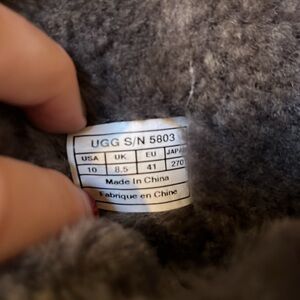 UGG S/N 5803
USA UK EU JAPAN
10 8.5 41 270
Made In China
Fabriqué en Chine